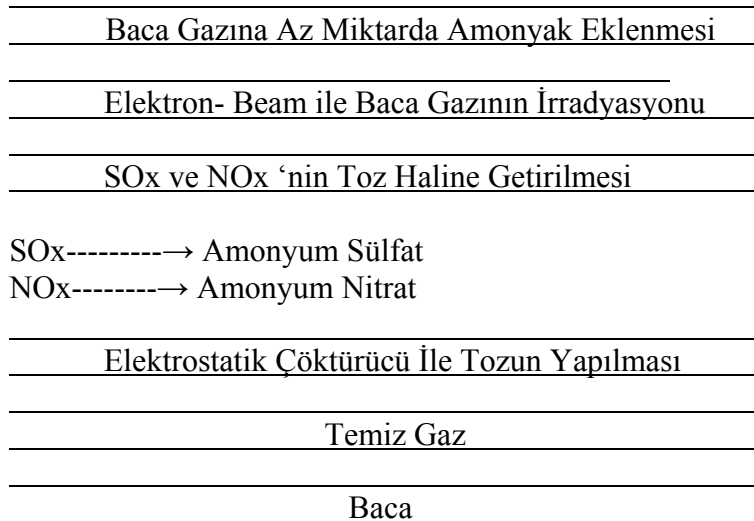 Baca Gazına Az Miktarda Amonyak Eklenmesi
Elektron- Beam ile Baca Gazının İrradyasyonu
SOx ve NOx ‘nin Toz Haline Getirilmesi
SOx---------→ Amonyum Sülfat
NOx--------→ Amonyum Nitrat
Elektrostatik Çöktürücü İle Tozun Yapılması
Temiz Gaz
Baca